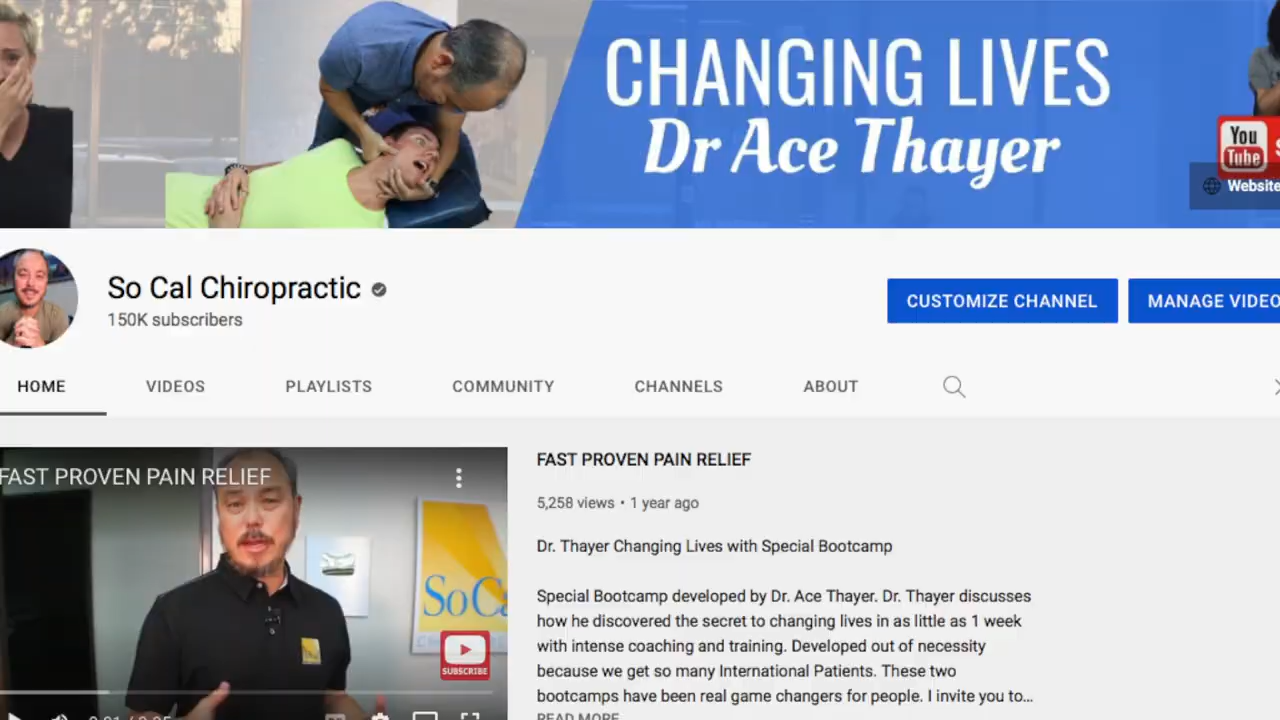 CHANGING LIVES
Dr Ace Thayer
You
Tube
Website
So Cal Chiropractic
150K subscribers
CUSTOMIZE CHANNEL
MANAGE VIDEO
HOME
VIDEOS
PLAYLISTS
COMMUNITY
CHANNELS
ABOUT
FAST PROVEN PAIN RELIEF
So Ca
SUBSCRIBE
FAST PROVEN PAIN RELIEF
5,258 views • 1 year ago
Dr. Thayer Changing Lives with Special Bootcamp
Special Bootcamp developed by Dr. Ace Thayer. Dr. Thayer discusses
how he discovered the secret to changing lives in as little as 1 week
with intense coaching and training. Developed out of necessity
because we get so many International Patients. These two
bootcamps have been real game changers for people. I invite you to...
READ MORE